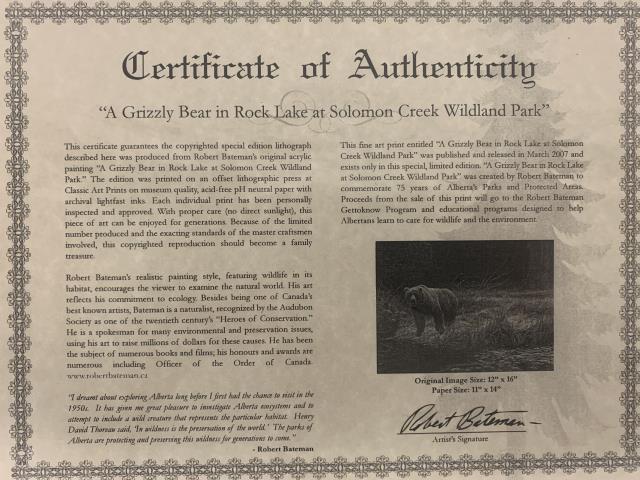 Certificate of Authenticity
“A Grizzly Bear in Rock Lake at Solomon Creek Wildland Park”
This certificate guarantees the copyrighted special edition lithograph
described here was produced from Robert Bateman's original acrylic
painting “A Grizzly Bear in Rock Lake at Solomon Creek Wildland
Park.” The edition was printed on an offset lithographic press at
Classic Art Prints on museum quality, acid-free pH neutral paper with
archival lightfast inks. Each individual print has been personally
inspected and approved. With proper care (no direct sunlight), this
piece of art can be enjoyed for generations. Because of the limited
number produced and the exacting standards of the master craftsmen
involved, this copyrighted reproduction should become a family
treasure.
Robert Bateman's realistic painting style, featuring wildlife in its
habitat, encourages the viewer to examine the natural world. His art
reflects his commitment to ecology. Besides being one of Canada's
best known artists, Bateman is a naturalist, recognized by the Audubon
Society as one of the twentieth century's “Heroes of Conservation.”
He is a spokesman for many environmental and preservation issues,
using his art to raise millions of dollars for these causes. He has been
the subject of numerous books and films; his honours and awards are
numerous including Officer of the Order of Canada.
www.robertbateman.ca
“I dreamt about exploring Alberta long before I first had the chance to visit in the
1950s. It has given me great pleasure to investigate Alberta ecosystems and to
attempt to include a wild creature that represents the particular habitat. Henry
David Thoreau said, ‘In wildness is the preservation of the world.’ The parks of
Alberta are protecting and preserving this wildness for generations to come.”
- Robert Bateman
This fine art print entitled “A Grizzly Bear in Rock Lake at Solomon
Creek Wildland Park” was published and released in March 2007 and
exists only in this special, limited edition. “A Grizzly Bear in Rock Lake
at Solomon Creek Wildland Park” was created by Robert Bateman to
commemorate 75 years of Alberta's Parks and Protected Areas.
Proceeds from the sale of this print will go to the Robert Bateman
Gettoknow Program and educational programs designed to help
Albertans learn to care for wildlife and the environment.
Original Image Size: 12" x 16"
Paper Size: 11" x 14"
Robert Bateman
Artist's Signature